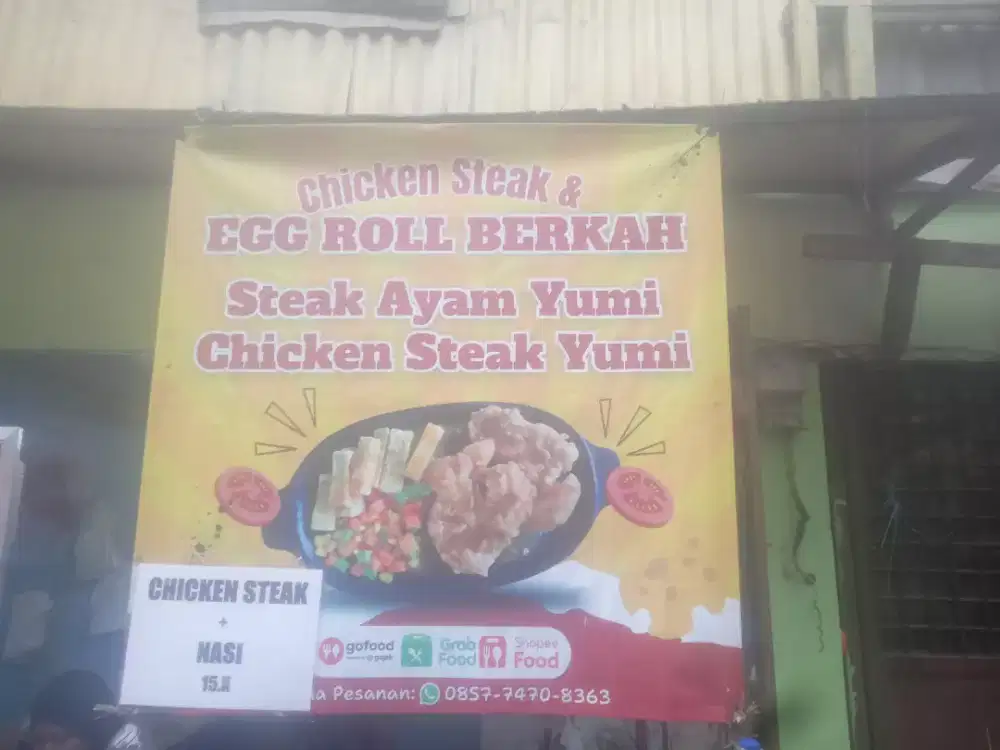 Chicken Steak &
EGG ROLL BERKAH
Steak Ayam Yumi
Chicken Steak Yumi
CHICKEN STEAK
+
NASI
15.K
gofood
Grab
Food
Shopee
Food
Pesanan: 0857-7470-8363